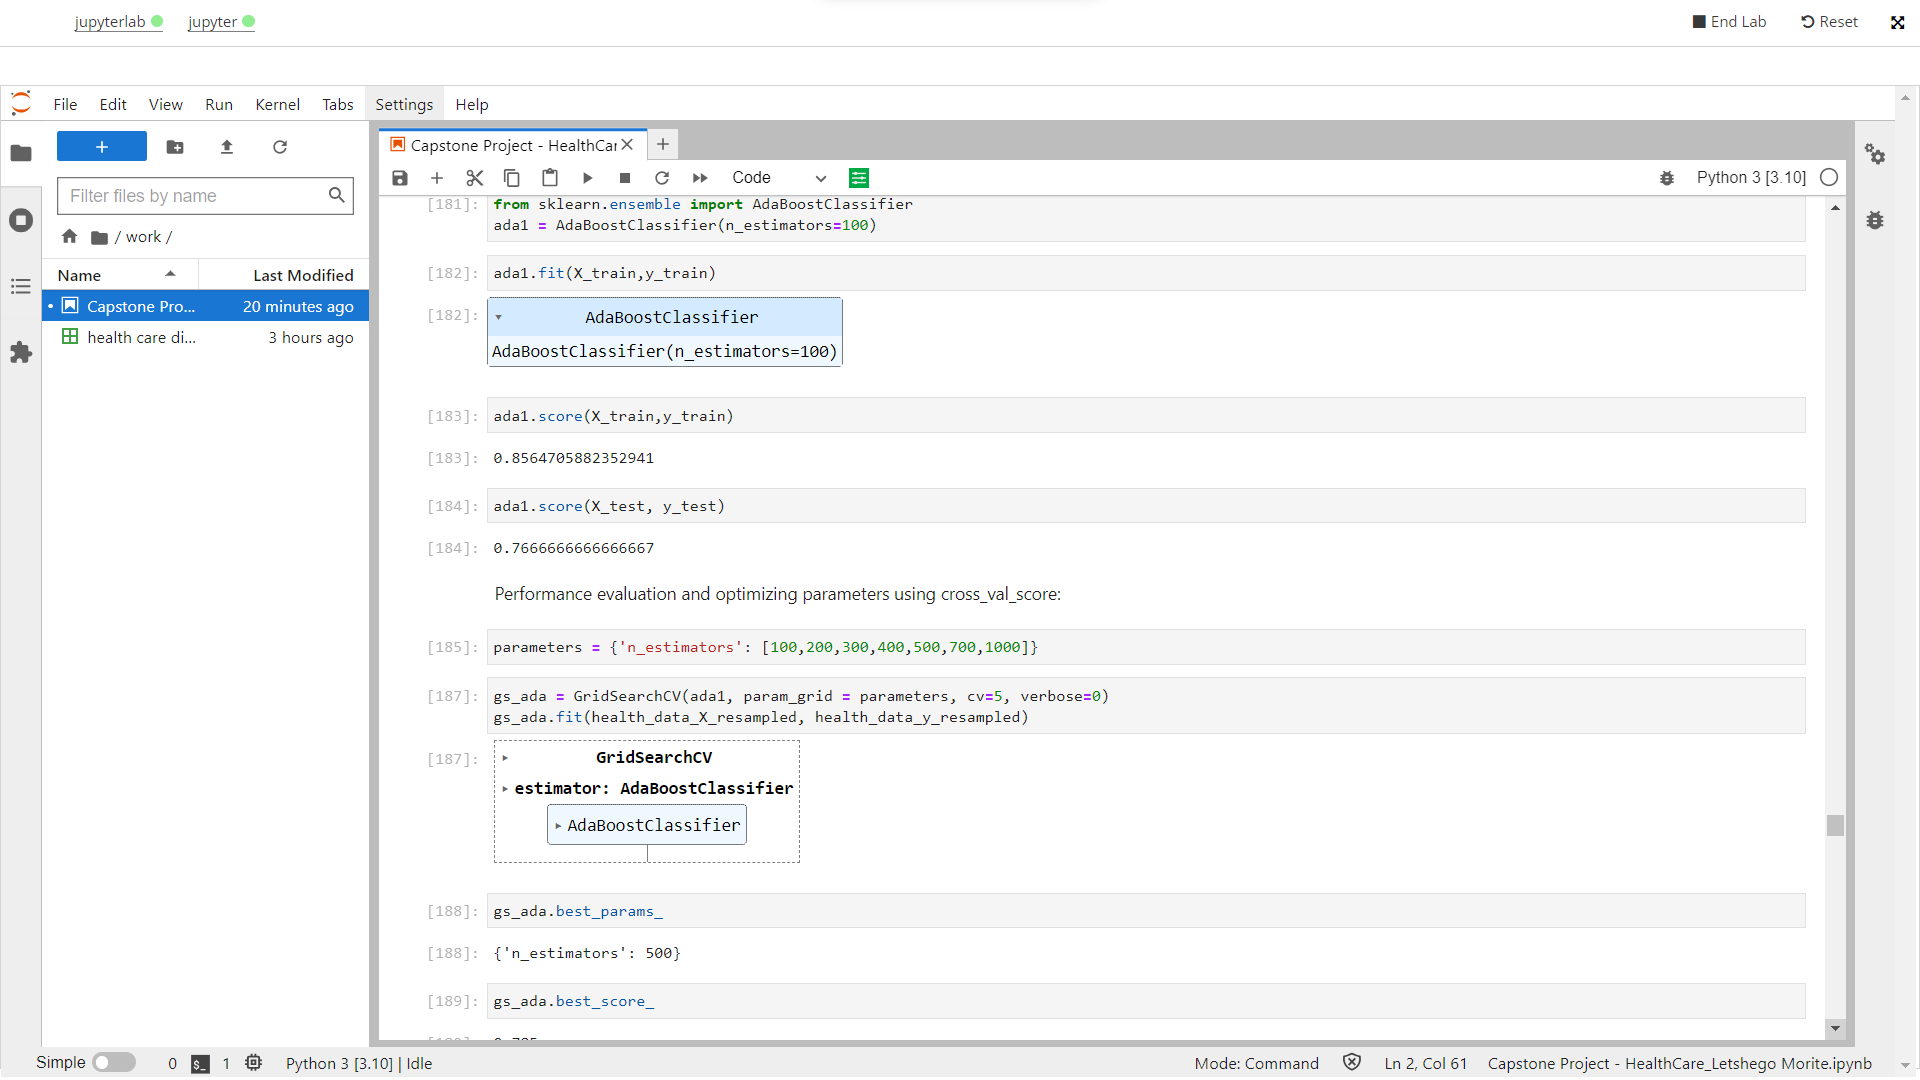 jupyterlab jupyter End Lab Reset
File Edit View Run Kernel Tabs Settings Help
+
Filter files by name
/ work /
Name Last Modified
Capstone Pro... 20 minutes ago
health care di... 3 hours ago
Capstone Project - HealthCar
Code Python 3 [3.10]
[181]: from sklearn.ensemble import AdaBoostClassifier
ada1 = AdaBoostClassifier(n_estimators=100)
[182]: ada1.fit(X_train,y_train)
[182]: AdaBoostClassifier
AdaBoostClassifier(n_estimators=100)
[183]: ada1.score(X_train,y_train)
[183]: 0.8564705882352941
[184]: ada1.score(X_test, y_test)
[184]: 0.7666666666666667
Performance evaluation and optimizing parameters using cross_val_score:
[185]: parameters = {'n_estimators': [100,200,300,400,500,700,1000]}
[187]: gs_ada = GridSearchCV(ada1, param_grid = parameters, cv=5, verbose=0)
gs_ada.fit(health_data_X_resampled, health_data_y_resampled)
[187]: GridSearchCV
estimator: AdaBoostClassifier
AdaBoostClassifier
[188]: gs_ada.best_params_
[188]: {'n_estimators': 500}
[189]: gs_ada.best_score_
Simple 0 $_ 1 Python 3 [3.10] | Idle Mode: Command Ln 2, Col 61 Capstone Project - HealthCare_Letshego Morite.ipynb